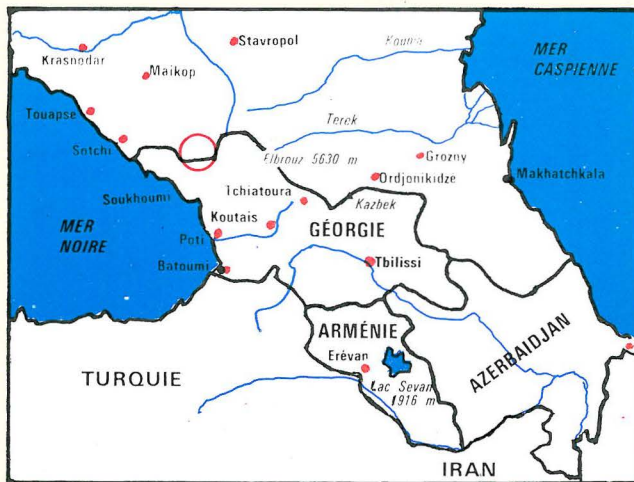 Stavropol
Krasnodar
Maikop
Kouma
MER
CASPIENNE
Touapse
Sotchi
Terek
Elbrouz 5630 m
Grozny
Ordjonikidze
Makhatchkala
Soukhoumi
Tchiatoura
Kazbek
MER
NOIRE
Koutais
GÉORGIE
Poti
Batoumi
Tbilissi
ARMÉNIE
Erévan
AZERBAIDJAN
TURQUIE
Lac Sevan
1916 m
IRAN